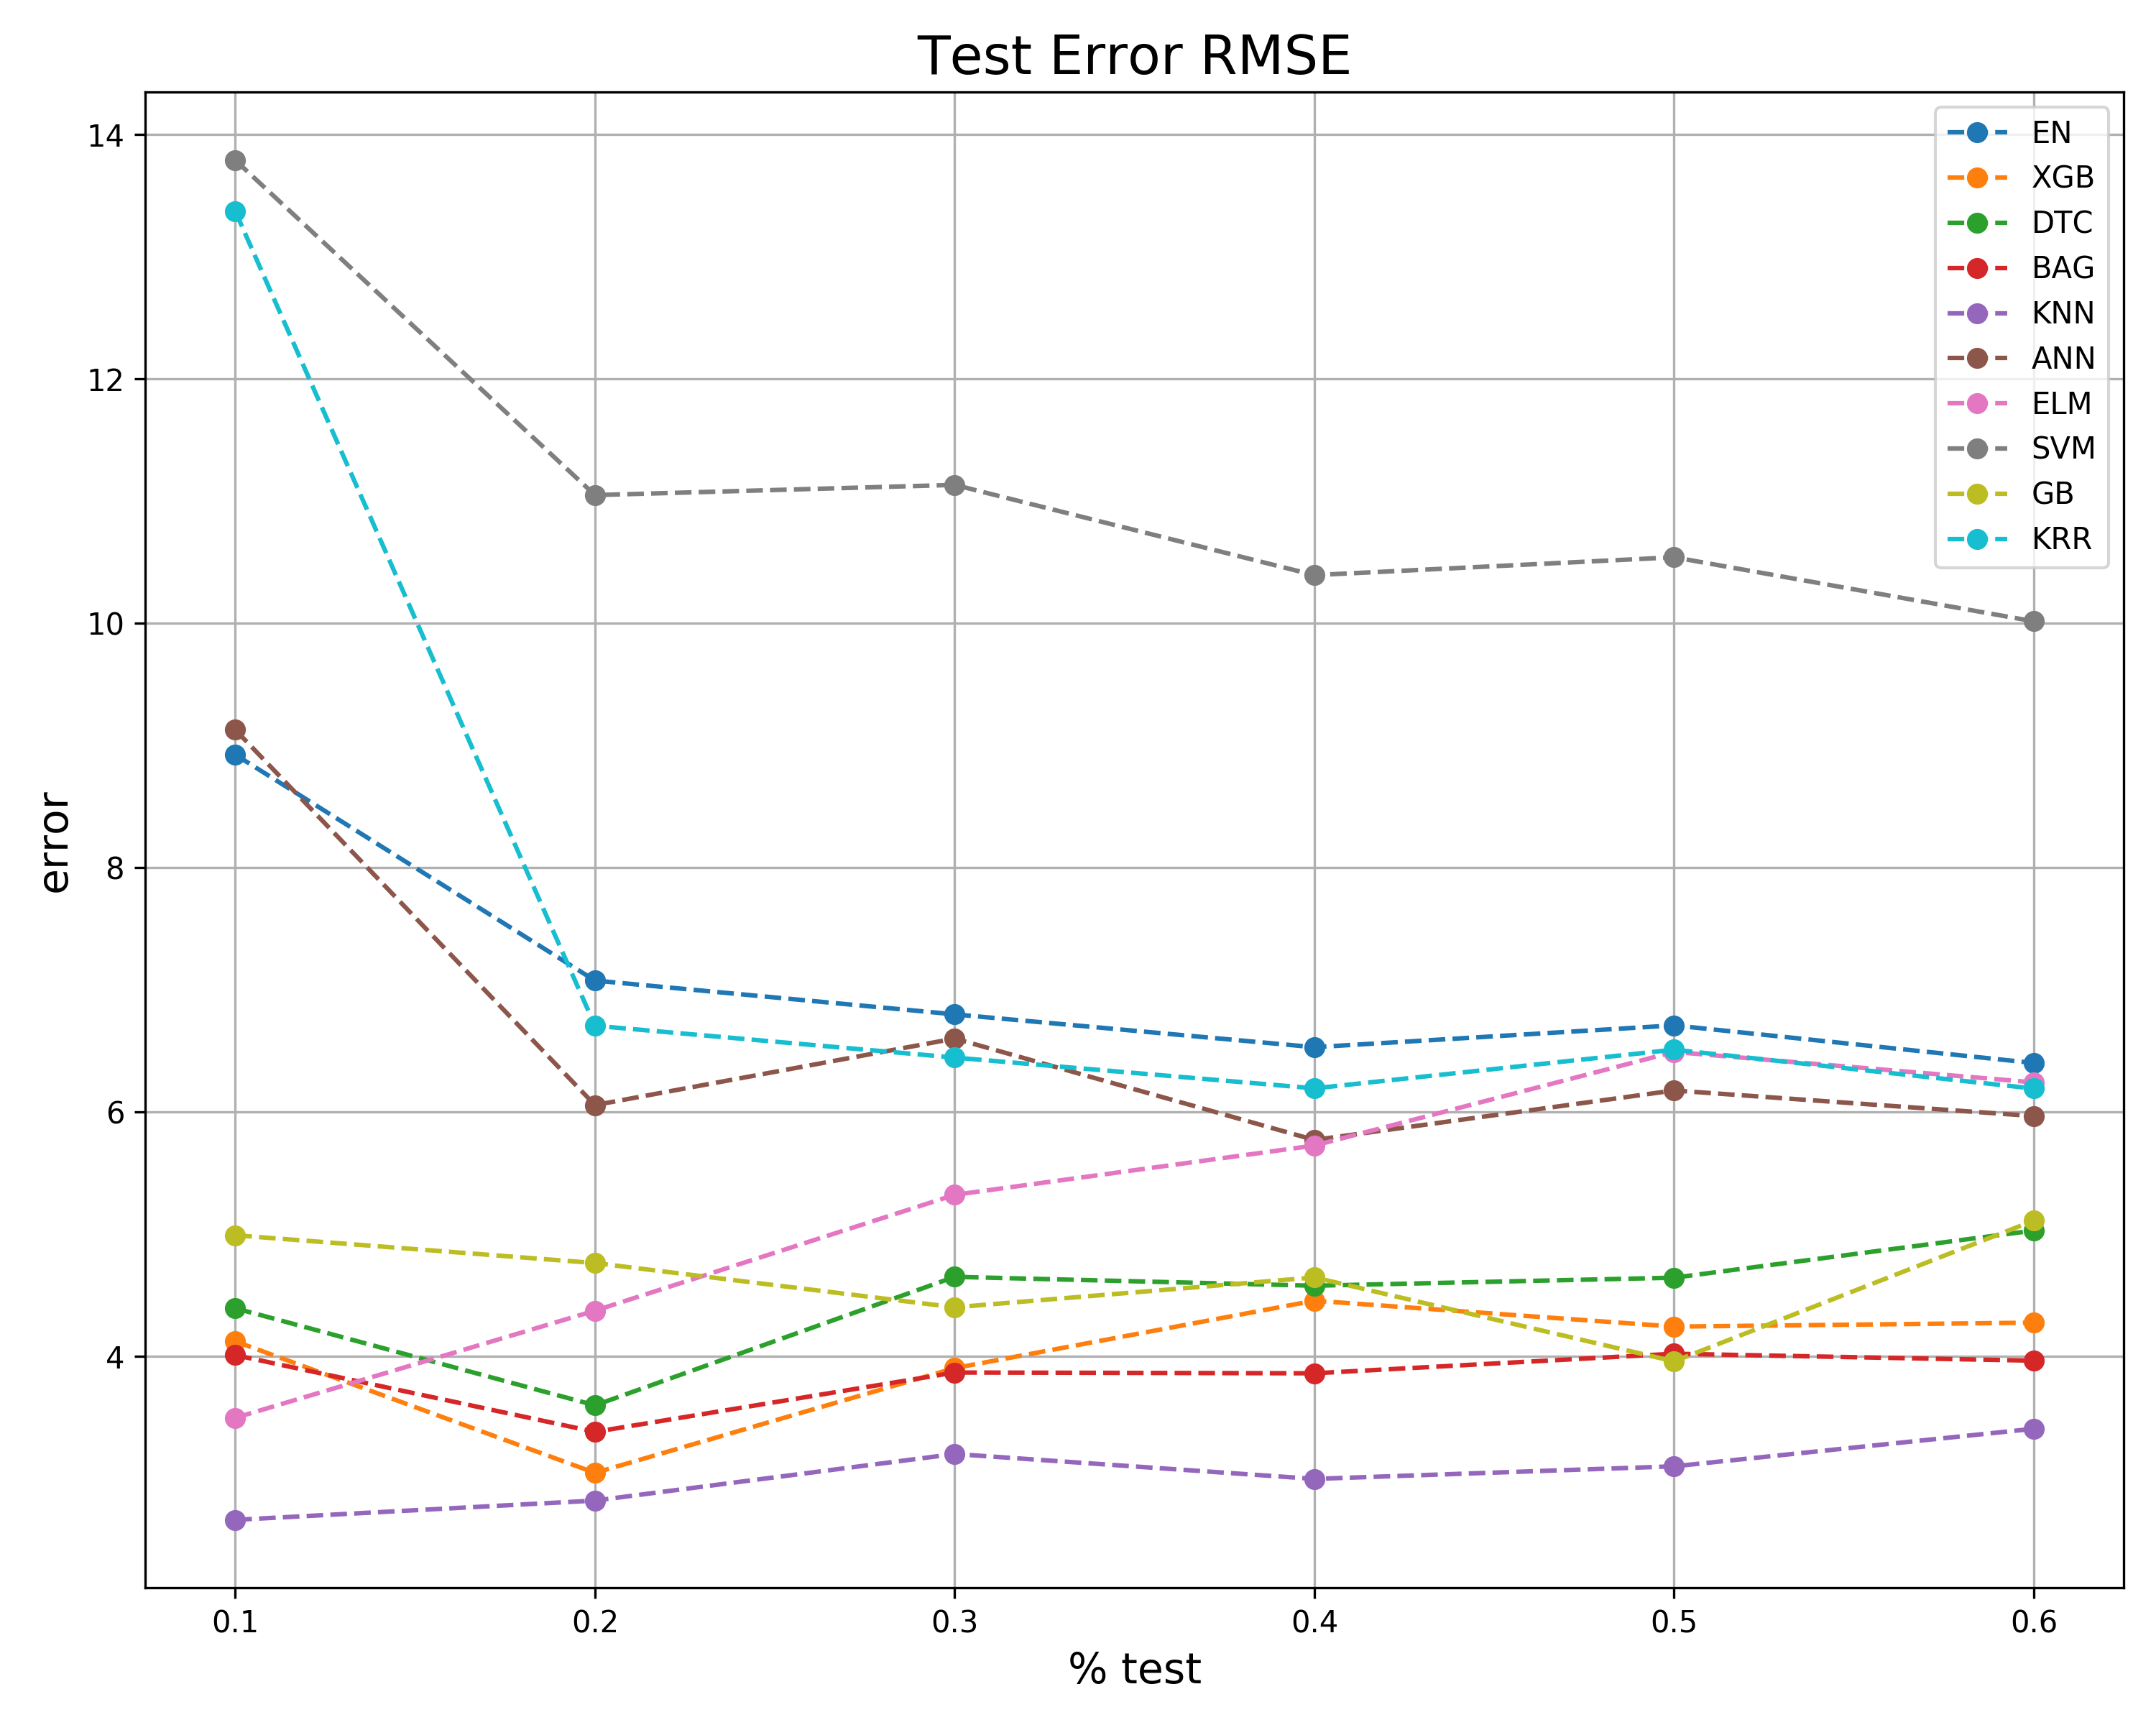 Test Error RMSE
14
12
10
8
6
4
error
0.1
0.2
0.3
0.4
0.5
0.6
% test
EN
XGB
DTC
BAG
KNN
ANN
ELM
SVM
GB
KRR